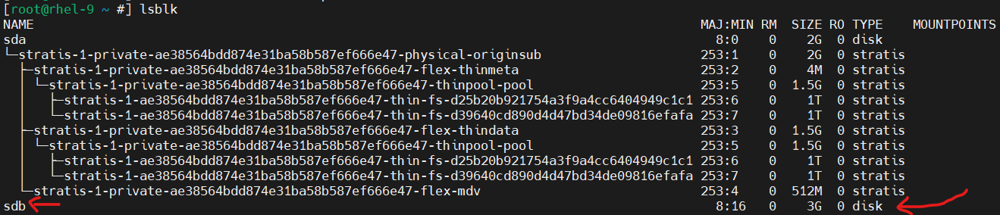 [root@rhel-9 ~ #] lsblk
NAME MAJ:MIN RM SIZE RO TYPE MOUNTPOINTS
sda 8:0 0 2G 0 disk
└─stratis-1-private-ae38564bdd874e31ba58b587ef666e47-physical-originsub 253:1 0 2G 0 stratis
  ├─stratis-1-private-ae38564bdd874e31ba58b587ef666e47-flex-thinmeta 253:2 0 4M 0 stratis
  │ └─stratis-1-private-ae38564bdd874e31ba58b587ef666e47-thinpool-pool 253:5 0 1.5G 0 stratis
  │   ├─stratis-1-ae38564bdd874e31ba58b587ef666e47-thin-fs-d25b20b921754a3f9a4cc6404949c1c1 253:6 0 1T 0 stratis
  │   └─stratis-1-ae38564bdd874e31ba58b587ef666e47-thin-fs-d39640cd890d4d47bd34de09816efafa 253:7 0 1T 0 stratis
  ├─stratis-1-private-ae38564bdd874e31ba58b587ef666e47-flex-thindata 253:3 0 1.5G 0 stratis
  │ └─stratis-1-private-ae38564bdd874e31ba58b587ef666e47-thinpool-pool 253:5 0 1.5G 0 stratis
  │   ├─stratis-1-ae38564bdd874e31ba58b587ef666e47-thin-fs-d25b20b921754a3f9a4cc6404949c1c1 253:6 0 1T 0 stratis
  │   └─stratis-1-ae38564bdd874e31ba58b587ef666e47-thin-fs-d39640cd890d4d47bd34de09816efafa 253:7 0 1T 0 stratis
  └─stratis-1-private-ae38564bdd874e31ba58b587ef666e47-flex-mdv 253:4 0 512M 0 stratis
sdb 8:16 0 3G 0 disk